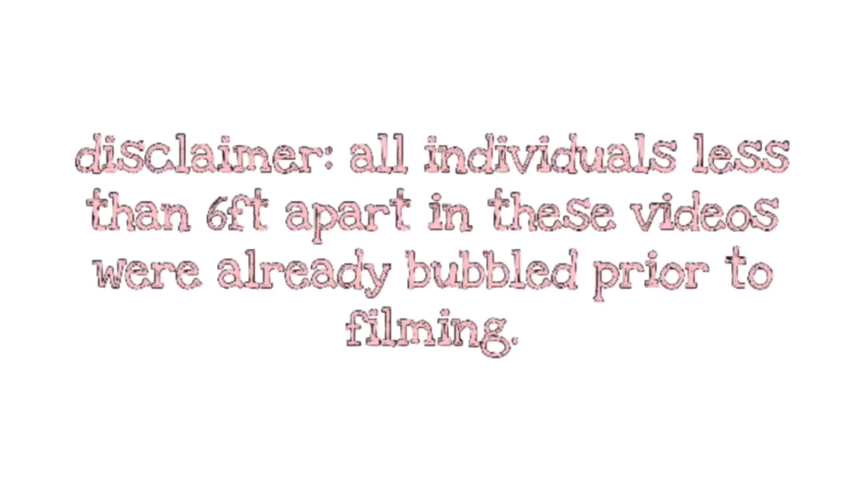 disclaimer: all individuals less
than 6ft apart in these videos
were already bubbled prior to
filming.